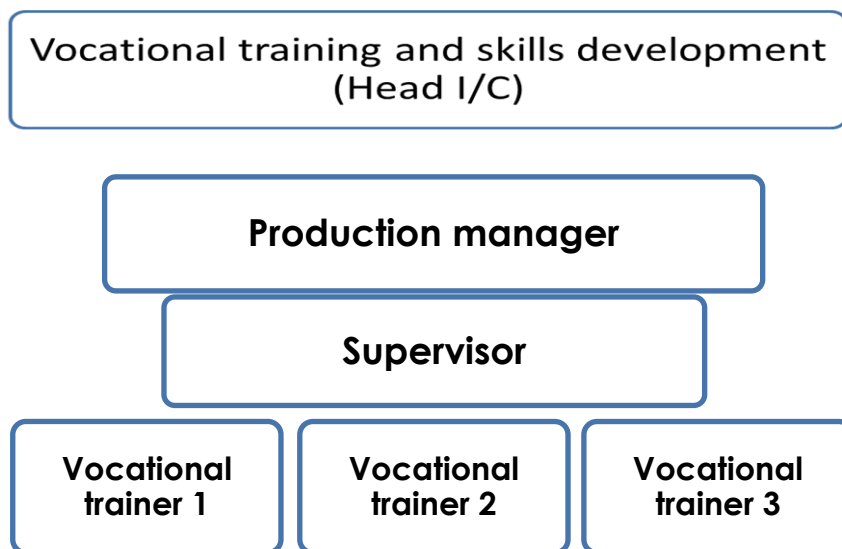 Vocational training and skills development
(Head I/C)
Production manager
Supervisor
Vocational
trainer 1
Vocational
trainer 2
Vocational
trainer 3